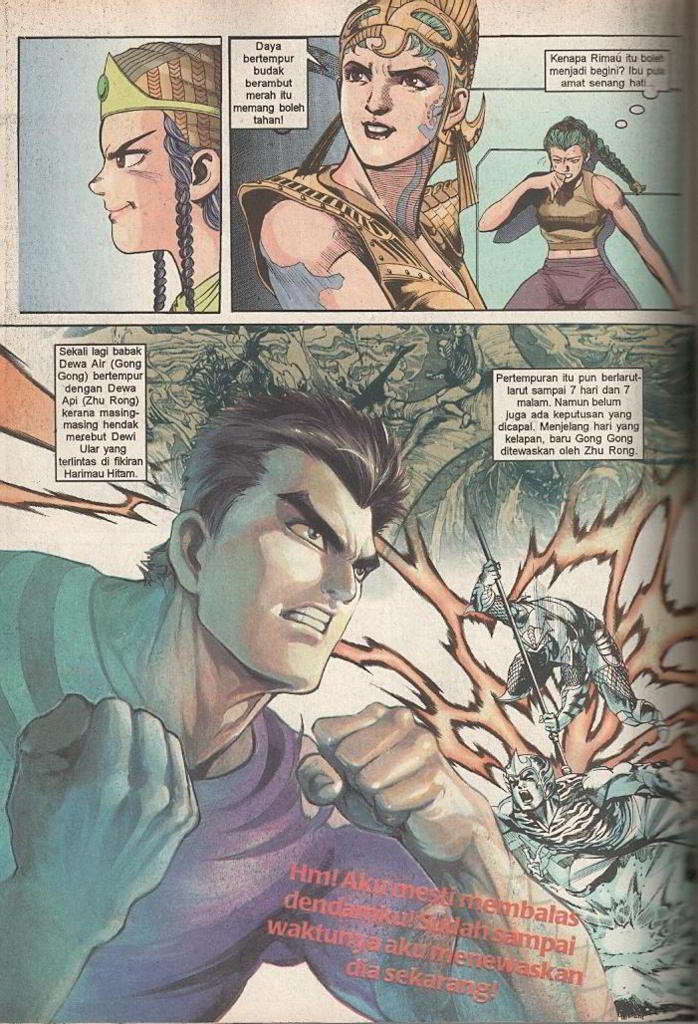 Daya
bertempur
budak
berambut
merah itu
memang boleh
tahan!
Kenapa Rimau itu boleh
menjadi begini? Ibu pula
amat senang hati...
Sekali lagi babak
Dewa Air (Gong
Gong) bertempur
dengan Dewa
Api (Zhu Rong)
kerana masing-
masing hendak
merebut Dewi
Ular yang
terlintas di fikiran
Harimau Hitam.
Pertempuran itu pun berlarut-
larut sampai 7 hari dan 7
malam. Namun belum
juga ada keputusan yang
dicapai. Menjelang hari yang
kelapan, baru Gong Gong
ditewaskan oleh Zhu Rong.
Hm! Aku mesti membalas
dendamku! Sudah sampai
waktunya aku menewaskan
dia sekarang!